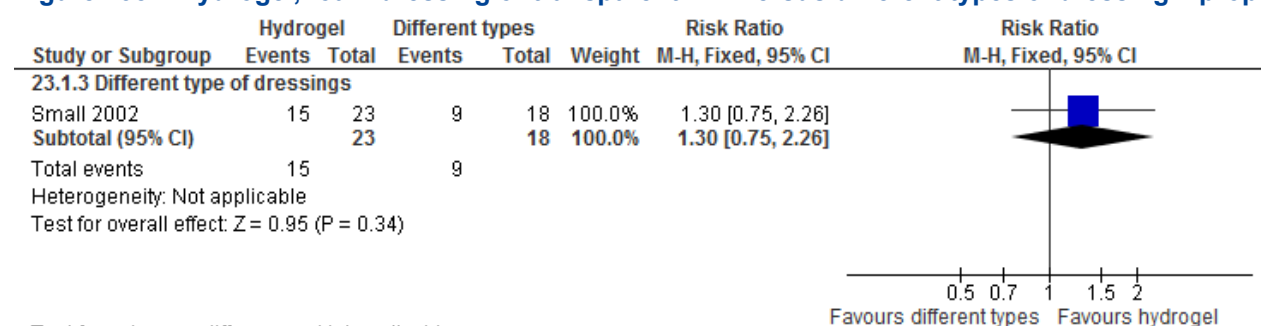 Hydrogel Different types Risk Ratio Risk Ratio
Study or Subgroup Events Total Events Total Weight M-H, Fixed, 95% CI M-H, Fixed, 95% CI
23.1.3 Different type of dressings
Small 2002 15 23 9 18 100.0% 1.30 [0.75, 2.26]
Subtotal (95% CI) 23 18 100.0% 1.30 [0.75, 2.26]
Total events 15 9
Heterogeneity: Not applicable
Test for overall effect: Z = 0.95 (P = 0.34)
0.5 0.7 1 1.5 2
Favours different types Favours hydrogel